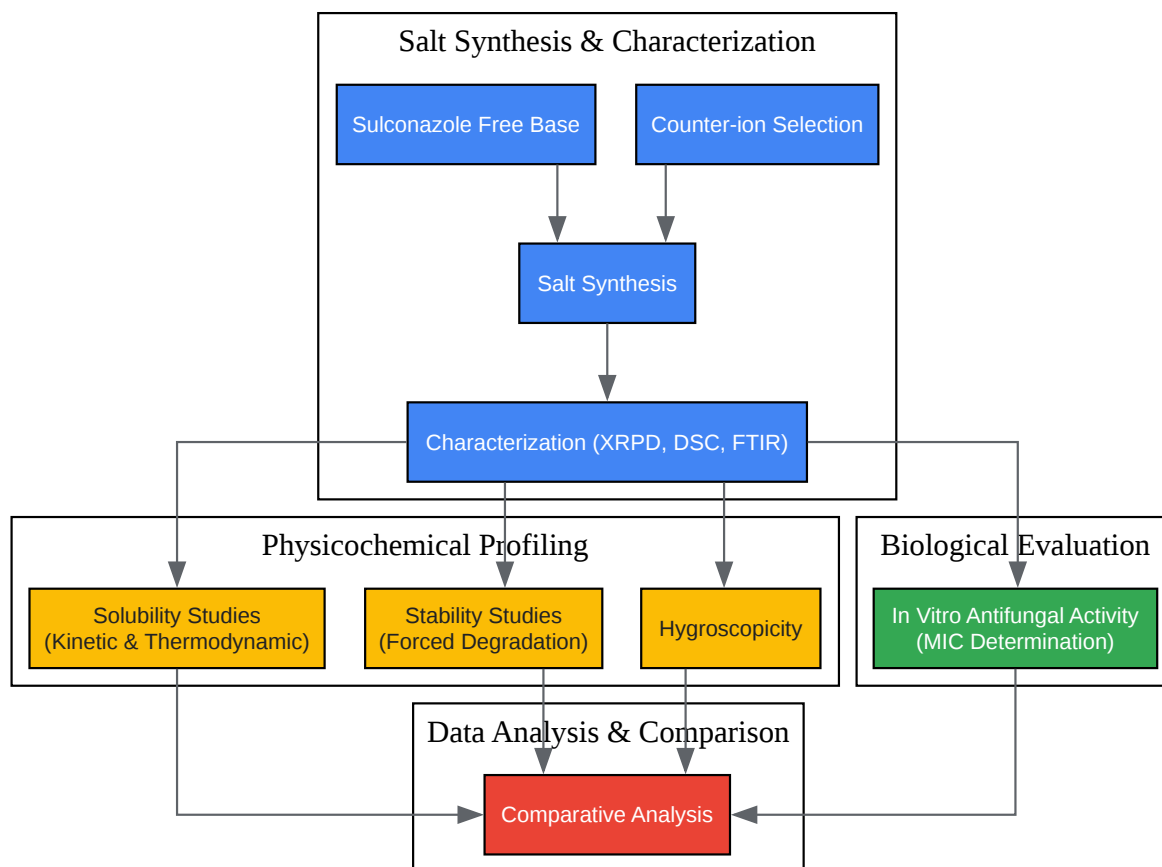 Salt Synthesis & Characterization
Sulconazole Free Base
Counter-ion Selection
Salt Synthesis
Characterization (XRPD, DSC, FTIR)
Physicochemical Profiling
Biological Evaluation
Solubility Studies
(Kinetic & Thermodynamic)
Stability Studies
(Forced Degradation)
Hygroscopicity
In Vitro Antifungal Activity
(MIC Determination)
Data Analysis & Comparison
Comparative Analysis